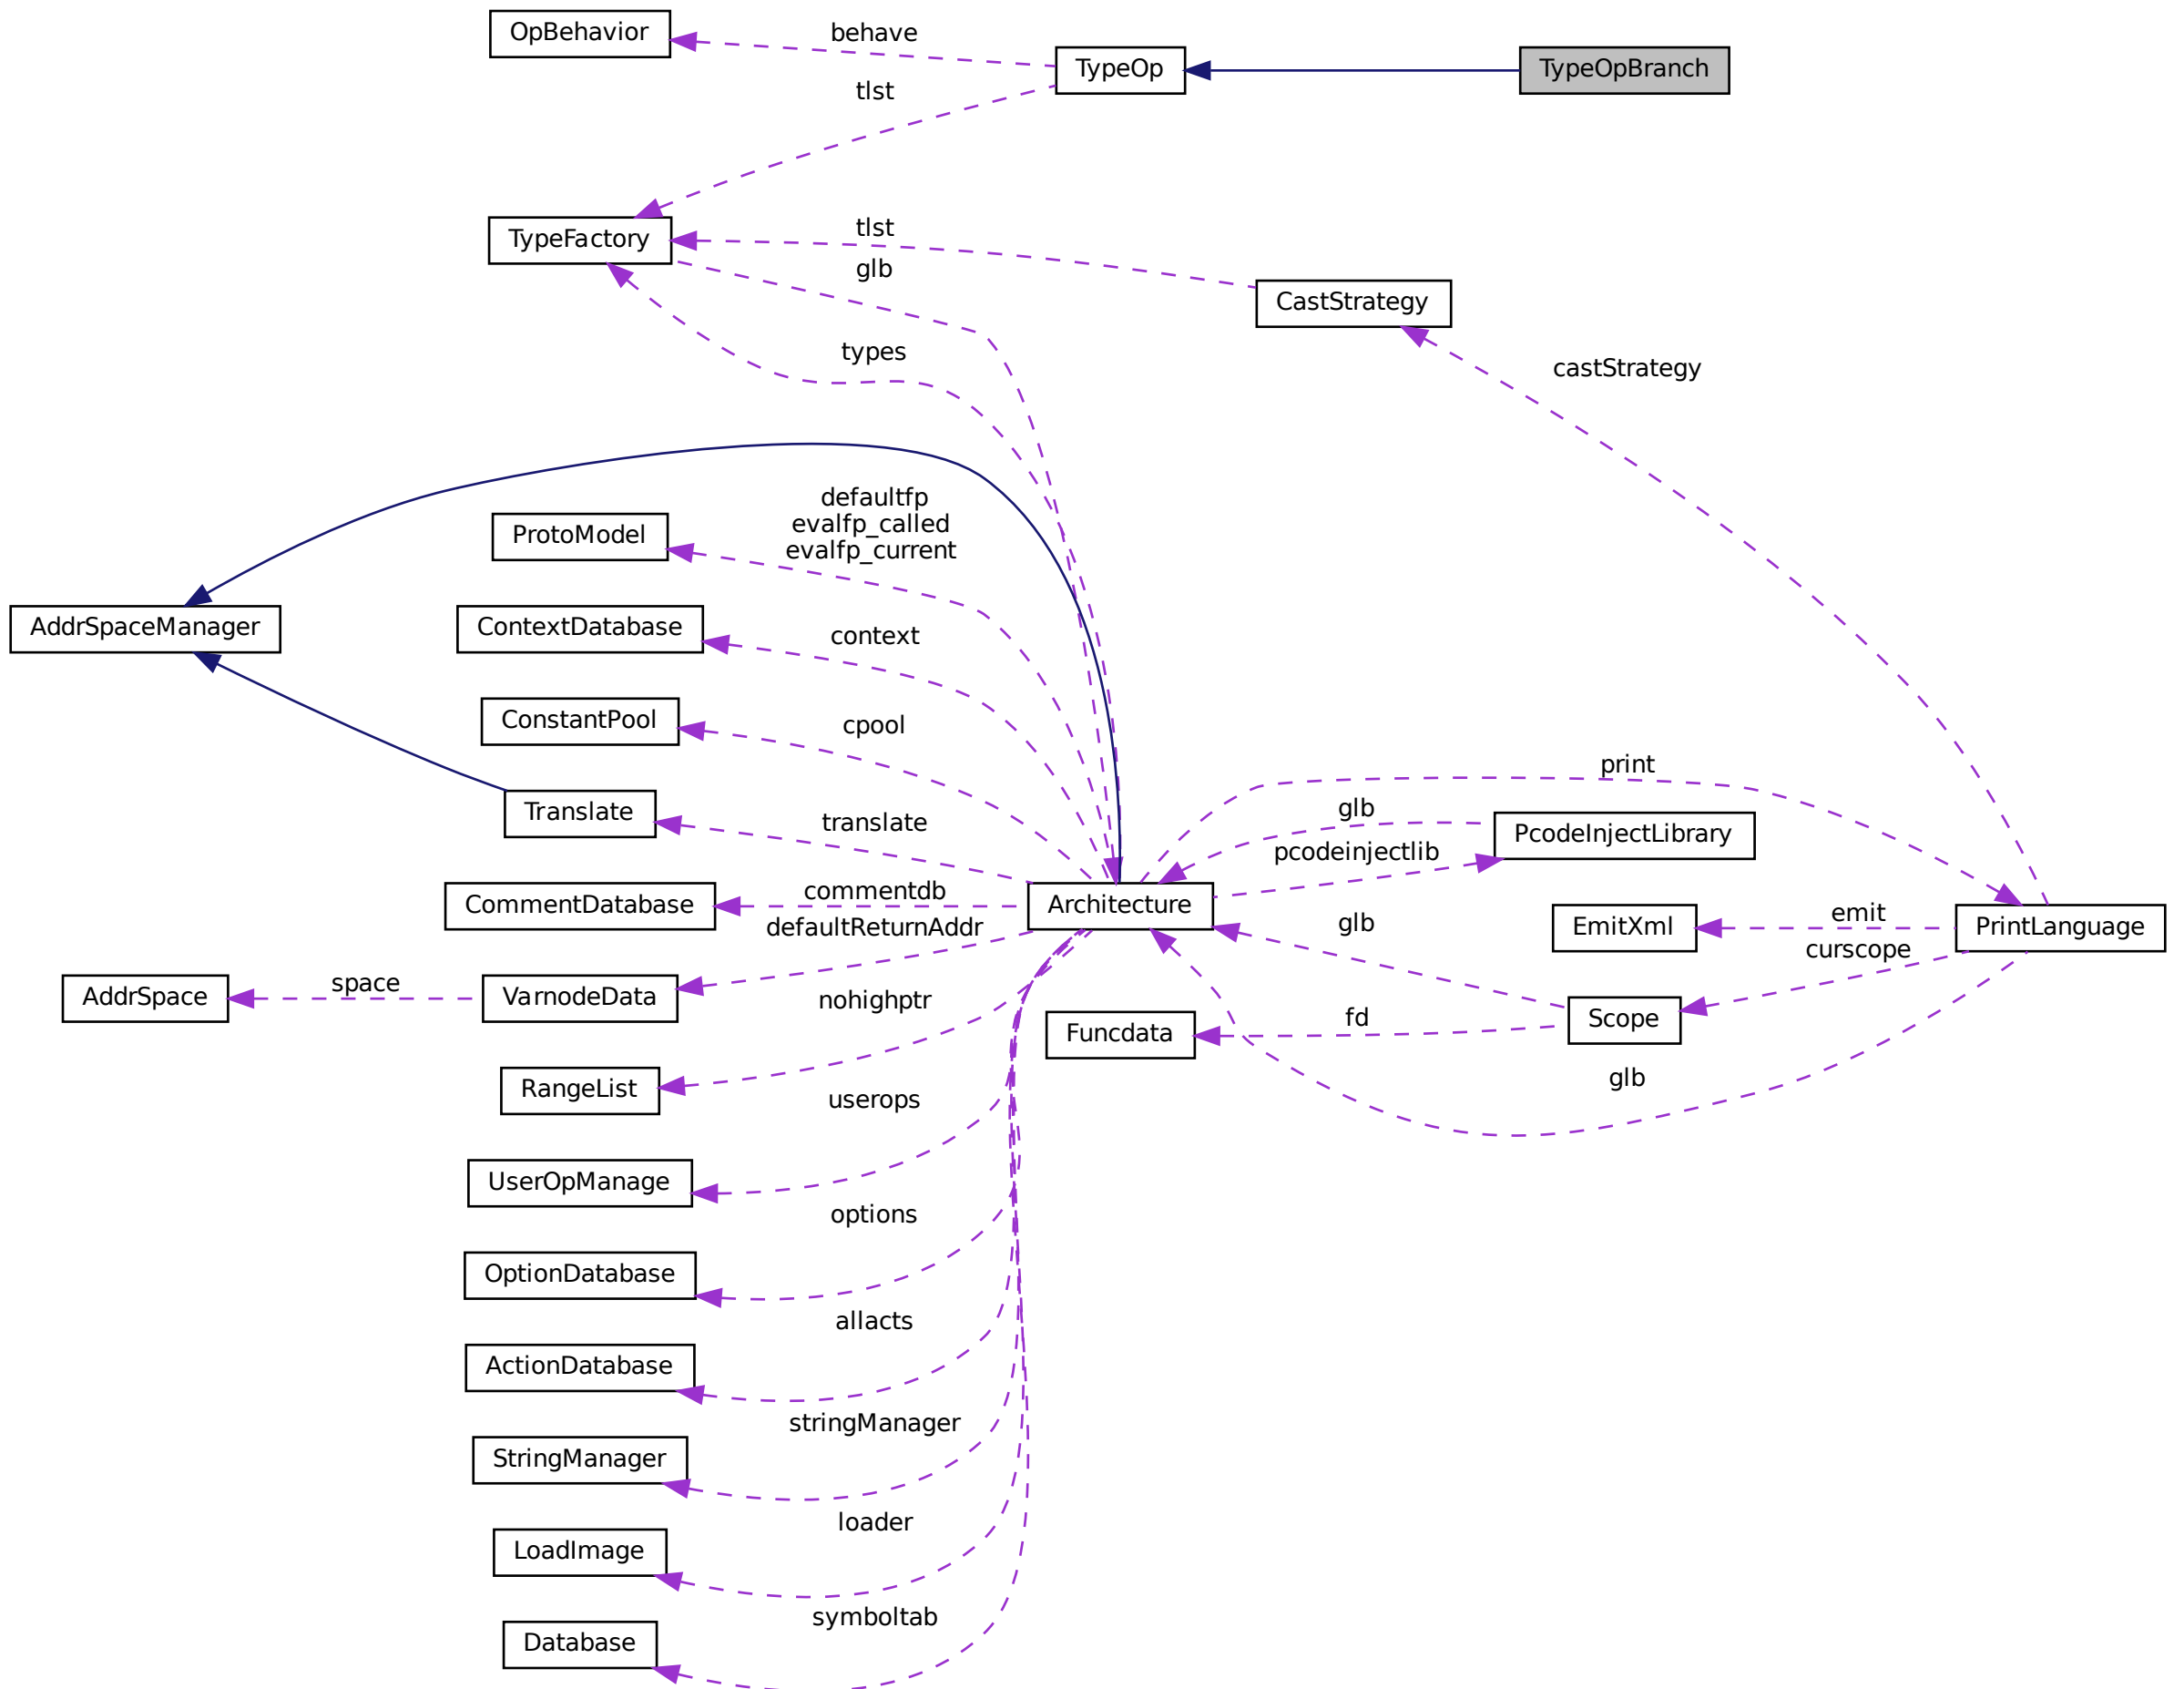 OpBehavior
behave
TypeOp
TypeOpBranch
tlst
TypeFactory
tlst
glb
CastStrategy
types
castStrategy
defaultfp
evalfp_called
evalfp_current
ProtoModel
AddrSpaceManager
ContextDatabase
context
ConstantPool
cpool
print
Translate
translate
glb
PcodeInjectLibrary
pcodeinjectlib
CommentDatabase
commentdb
Architecture
defaultReturnAddr
glb
EmitXml
emit
PrintLanguage
curscope
AddrSpace
space
VarnodeData
nohighptr
Funcdata
fd
Scope
RangeList
userops
glb
UserOpManage
options
OptionDatabase
allacts
ActionDatabase
stringManager
StringManager
loader
LoadImage
symboltab
Database